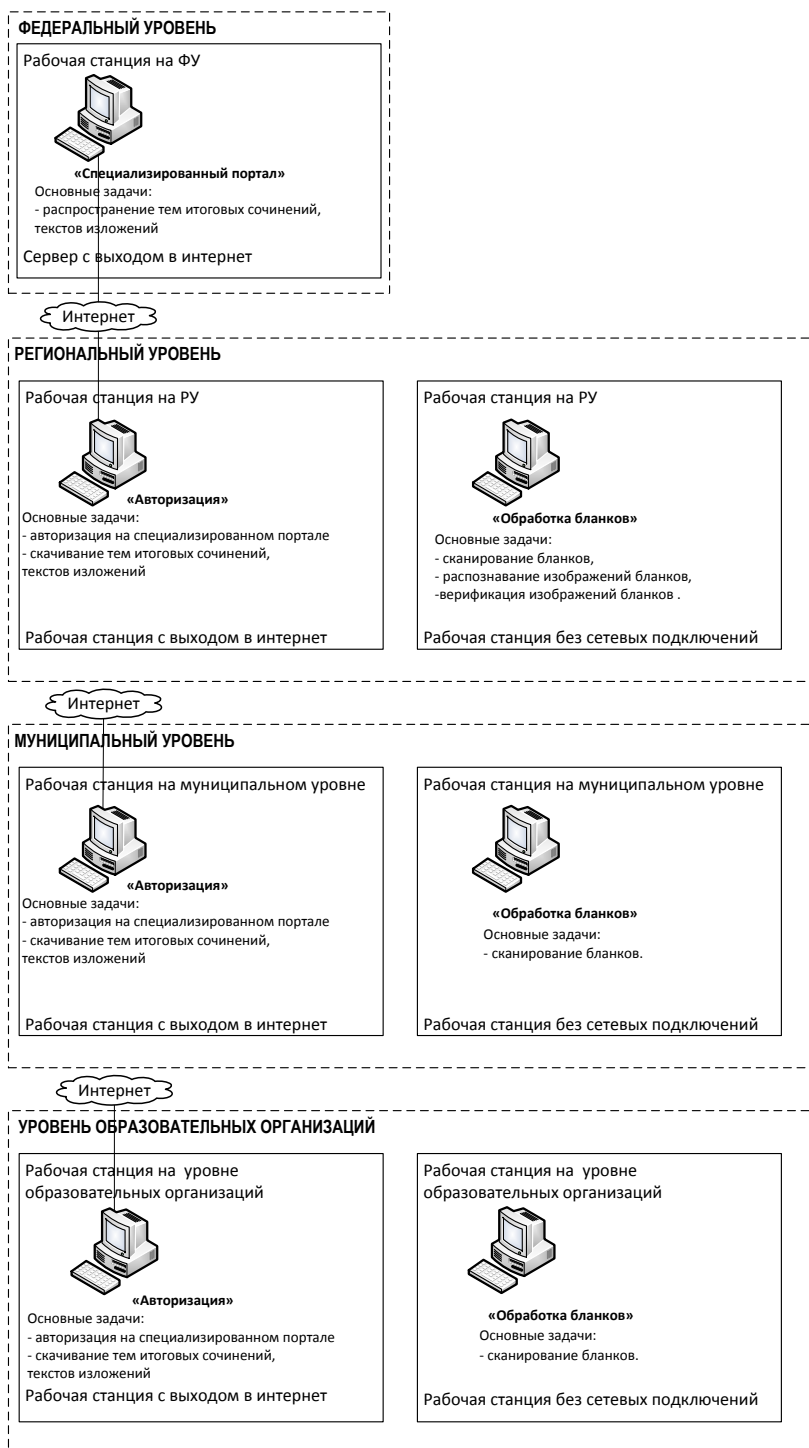 ФЕДЕРАЛЬНЫЙ УРОВЕНЬ
Рабочая станция на ФУ
«Специализированный портал»
Основные задачи:
- распространение тем итоговых сочинений,
текстов изложений
Сервер с выходом в интернет
Интернет
РЕГИОНАЛЬНЫЙ УРОВЕНЬ
Рабочая станция на РУ
«Авторизация»
Основные задачи:
- авторизация на специализированном портале
- скачивание тем итоговых сочинений,
текстов изложений
Рабочая станция с выходом в интернет
Рабочая станция на РУ
«Обработка бланков»
Основные задачи:
- сканирование бланков,
- распознавание изображений бланков,
-верификация изображений бланков .
Рабочая станция без сетевых подключений
Интернет
МУНИЦИПАЛЬНЫЙ УРОВЕНЬ
Рабочая станция на муниципальном уровне
«Авторизация»
Основные задачи:
- авторизация на специализированном портале
- скачивание тем итоговых сочинений,
текстов изложений
Рабочая станция с выходом в интернет
Рабочая станция на муниципальном уровне
«Обработка бланков»
Основные задачи:
- сканирование бланков.
Рабочая станция без сетевых подключений
Интернет
УРОВЕНЬ ОБРАЗОВАТЕЛЬНЫХ ОРГАНИЗАЦИЙ
Рабочая станция на уровне
образовательных организаций
«Авторизация»
Основные задачи:
- авторизация на специализированном портале
- скачивание тем итоговых сочинений,
текстов изложений
Рабочая станция с выходом в интернет
Рабочая станция на уровне
образовательных организаций
«Обработка бланков»
Основные задачи:
- сканирование бланков.
Рабочая станция без сетевых подключений